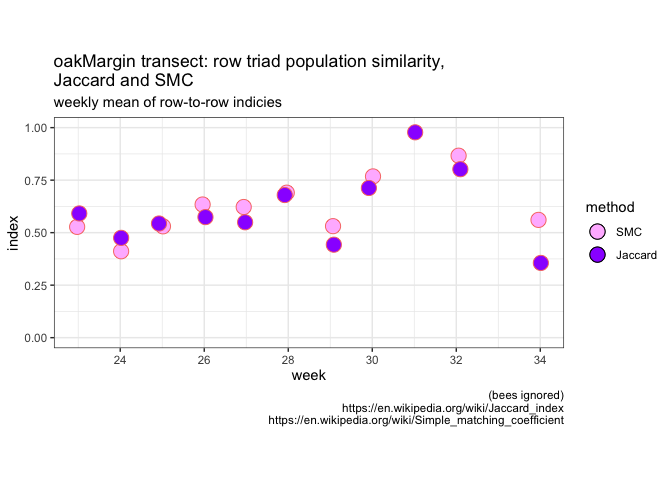 oakMargin transect: row triad population similarity,
Jaccard and SMC
weekly mean of row-to-row indicies
1.00
0.75
0.50
0.25
0.00
index
24
26
28
30
32
34
week
method
SMC
Jaccard
(bees ignored)
https://en.wikipedia.org/wiki/Jaccard_index
https://en.wikipedia.org/wiki/Simple_matching_coefficient